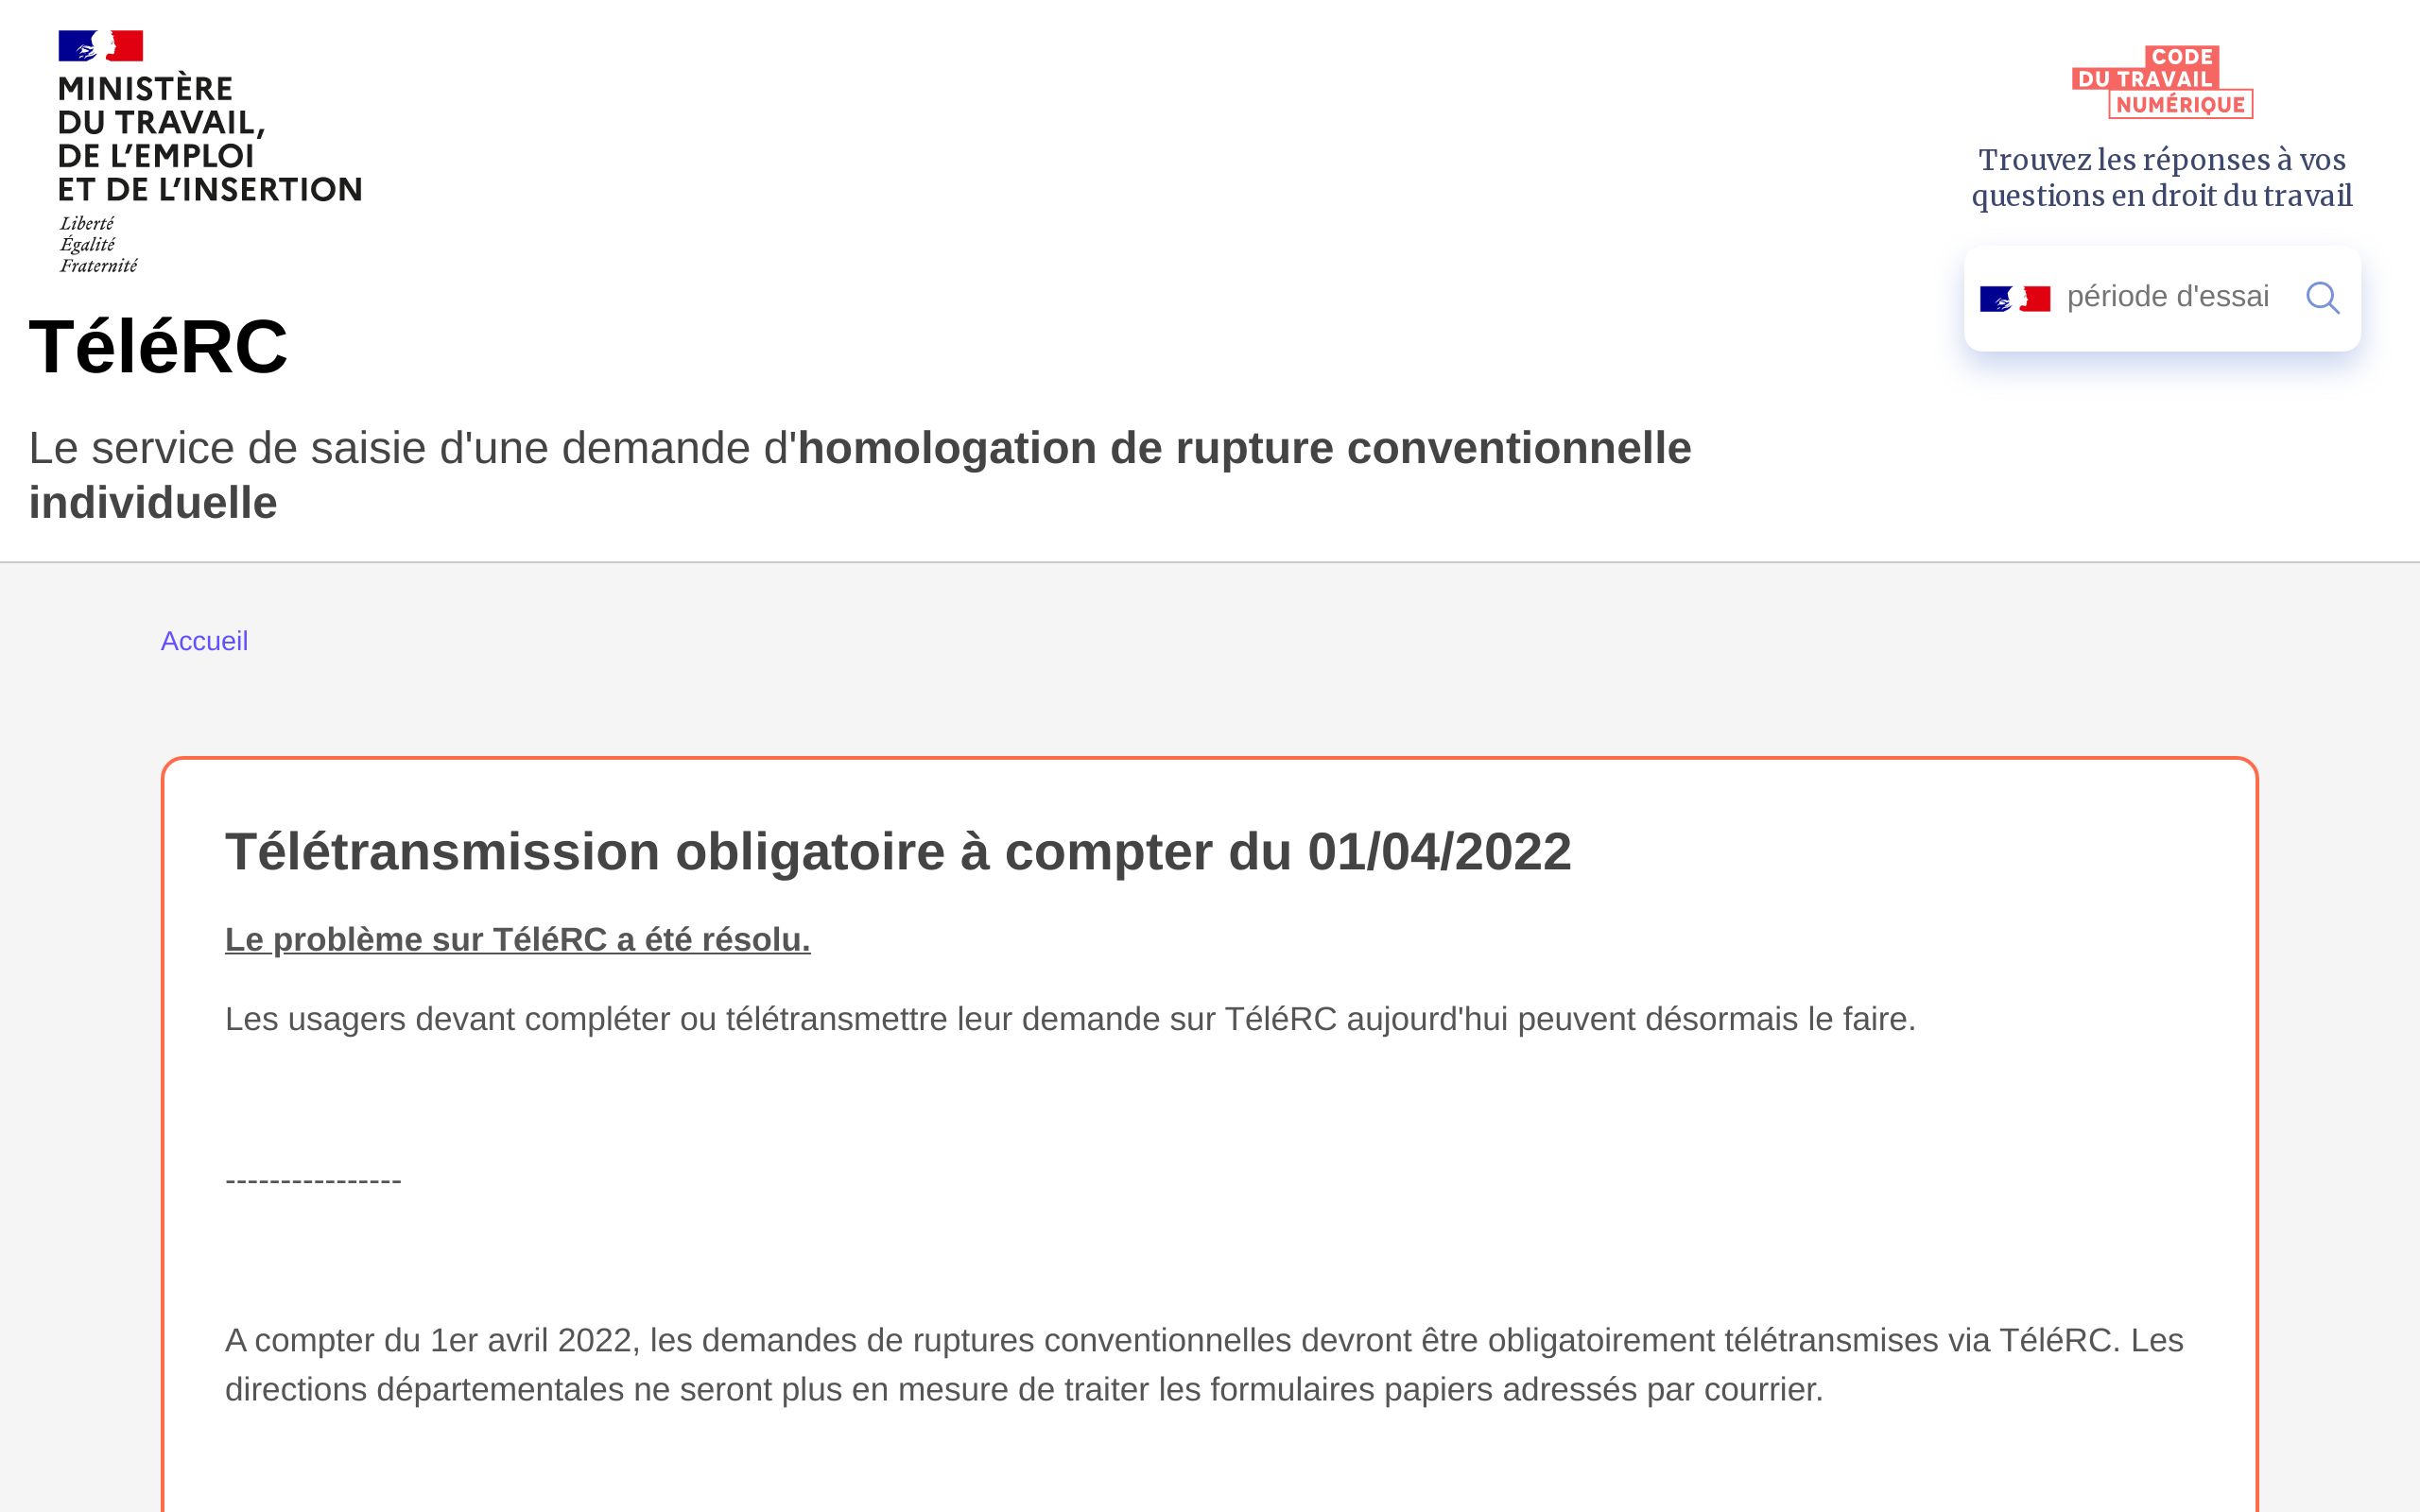 MINISTÈRE
DU TRAVAIL,
DE L'EMPLOI
ET DE L'INSERTION
Liberté
Égalité
Fraternité
CODE
DU TRAVAIL
NUMÉRIQUE
Trouvez les réponses à vos
questions en droit du travail
période d'essai
TéléRC
Le service de saisie d'une demande d'homologation de rupture conventionnelle
individuelle
Accueil
Télétransmission obligatoire à compter du 01/04/2022
Le problème sur TéléRC a été résolu.
Les usagers devant compléter ou télétransmettre leur demande sur TéléRC aujourd'hui peuvent désormais le faire.
----------------
A compter du 1er avril 2022, les demandes de ruptures conventionnelles devront être obligatoirement télétransmises via TéléRC. Les
directions départementales ne seront plus en mesure de traiter les formulaires papiers adressés par courrier.